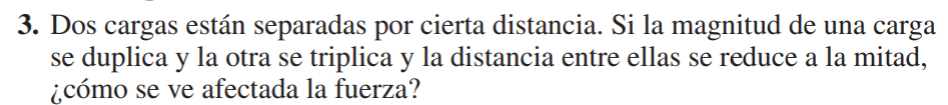 3. Dos cargas están separadas por cierta distancia. Si la magnitud de una carga
se duplica y la otra se triplica y la distancia entre ellas se reduce a la mitad,
¿cómo se ve afectada la fuerza?